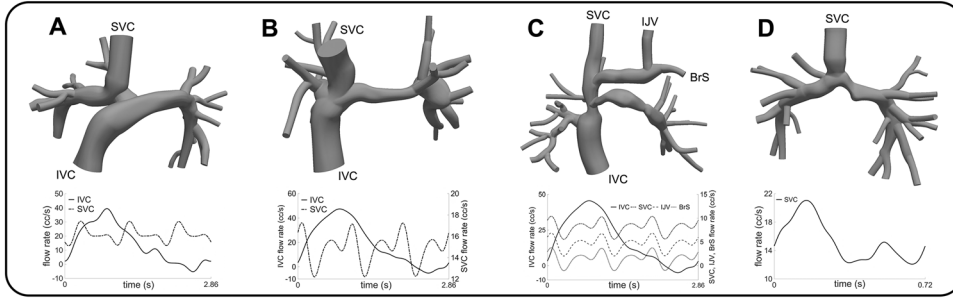 A
B
C
D
SVC
IVC
SVC
IVC
SVC
IJV
BrS
IVC
SVC
flow rate (cc/s)
50
40
30
20
10
0
-10
IVC
SVC
0
time (s)
2.86
IVC flow rate (cc/s)
60
40
20
0
-10
IVC
SVC
20
18
16
14
12
SVC flow rate (cc/s)
0
time (s)
2.86
IVC flow rate (cc/s)
50
25
0
-10
IVC SVC IJV BrS
15
10
5
0
SVC, IJV, BrS flow rate (cc/s)
0
time (s)
2.86
flow rate (cc/s)
22
18
14
10
SVC
0
time (s)
0.72